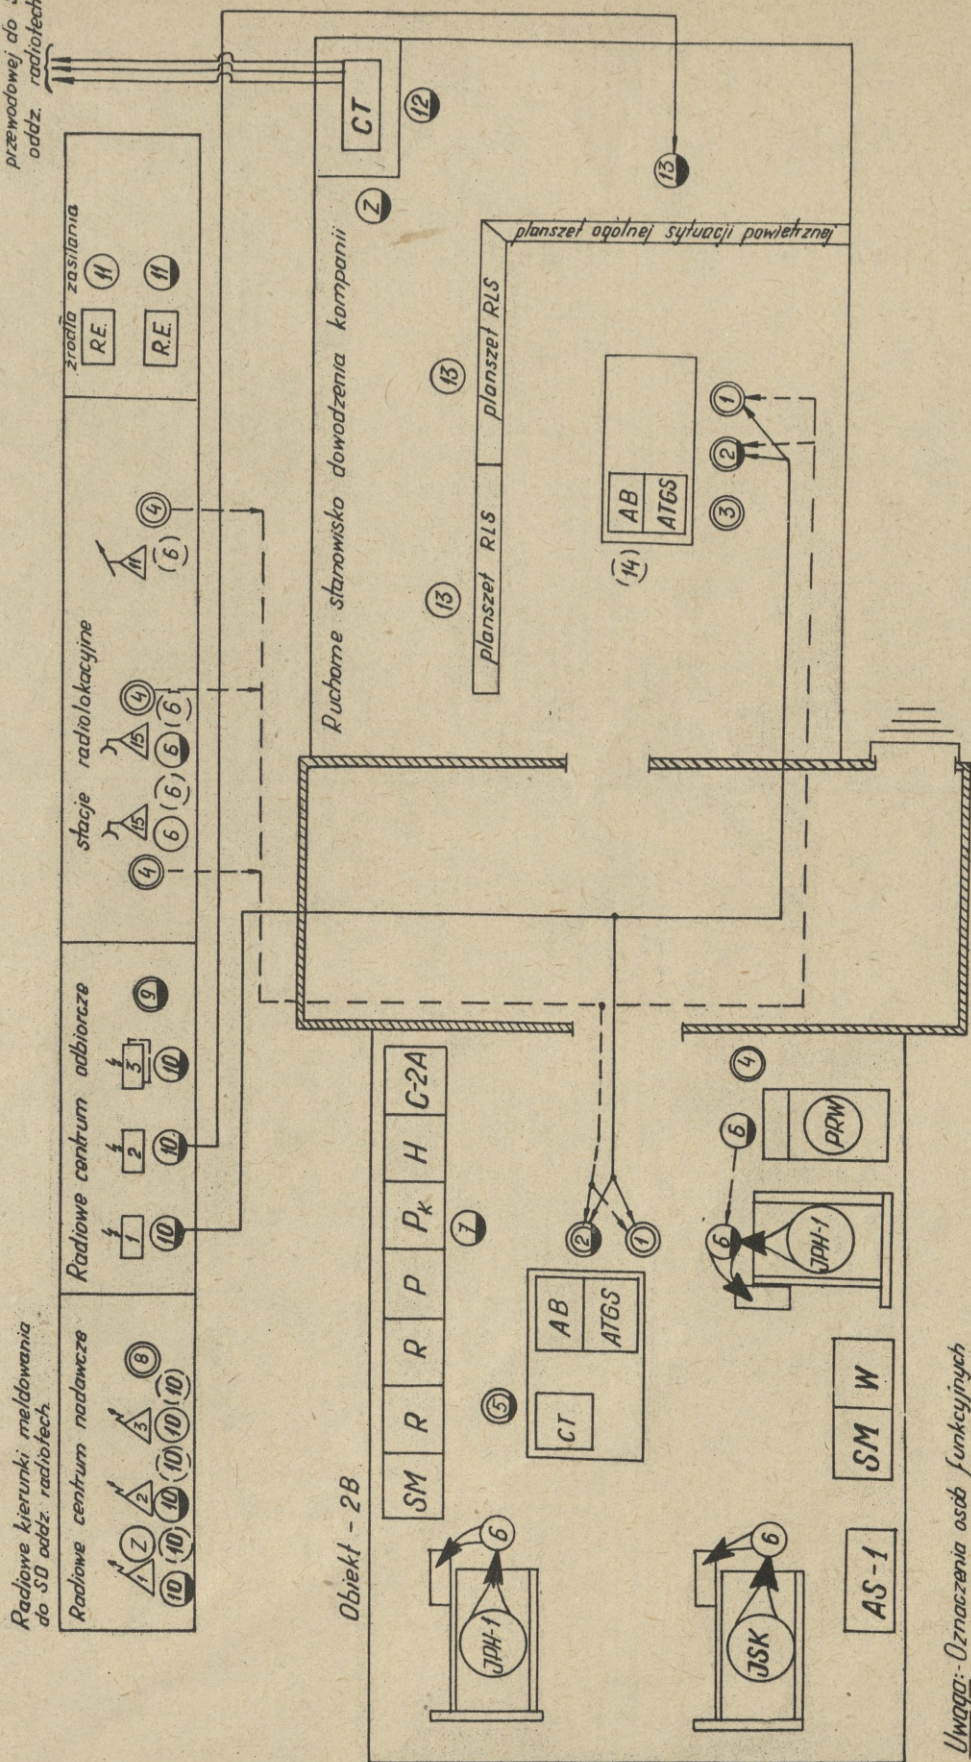 Radiowe kierunki meldowania
do SD oddz. radiotech.
przewodowej do
oddz. radiotech
Radiowe centrum nadawcze
1
Z
2
3
8
10
(10)
10
(10)
10
(10)
Radiowe centrum odbiorcze
1
2
3
9
10
10
10
stacje radiolokacyjne
4
15
15
4
11
4
6
(6)
6
(6)
(6)
źródła zasilania
R.E.
11
R.E.
11
Obiekt - 2B
SM
R
R
P
Pk
H
C-2A
7
5
CT
AB
ATGS
2
1
JPH-1
6
JSK
6
AS-1
SM
W
6
JPH-1
6
PRW
4
Ruchome stanowisko dowodzenia kompanii
Z
CT
12
13
13
13
planszet RLS
planszet RLS
planszet ogólnej sytuacji powietrznej
(14)
AB
ATGS
3
2
1
Uwaga:-Oznaczenia osób funkcyjnych